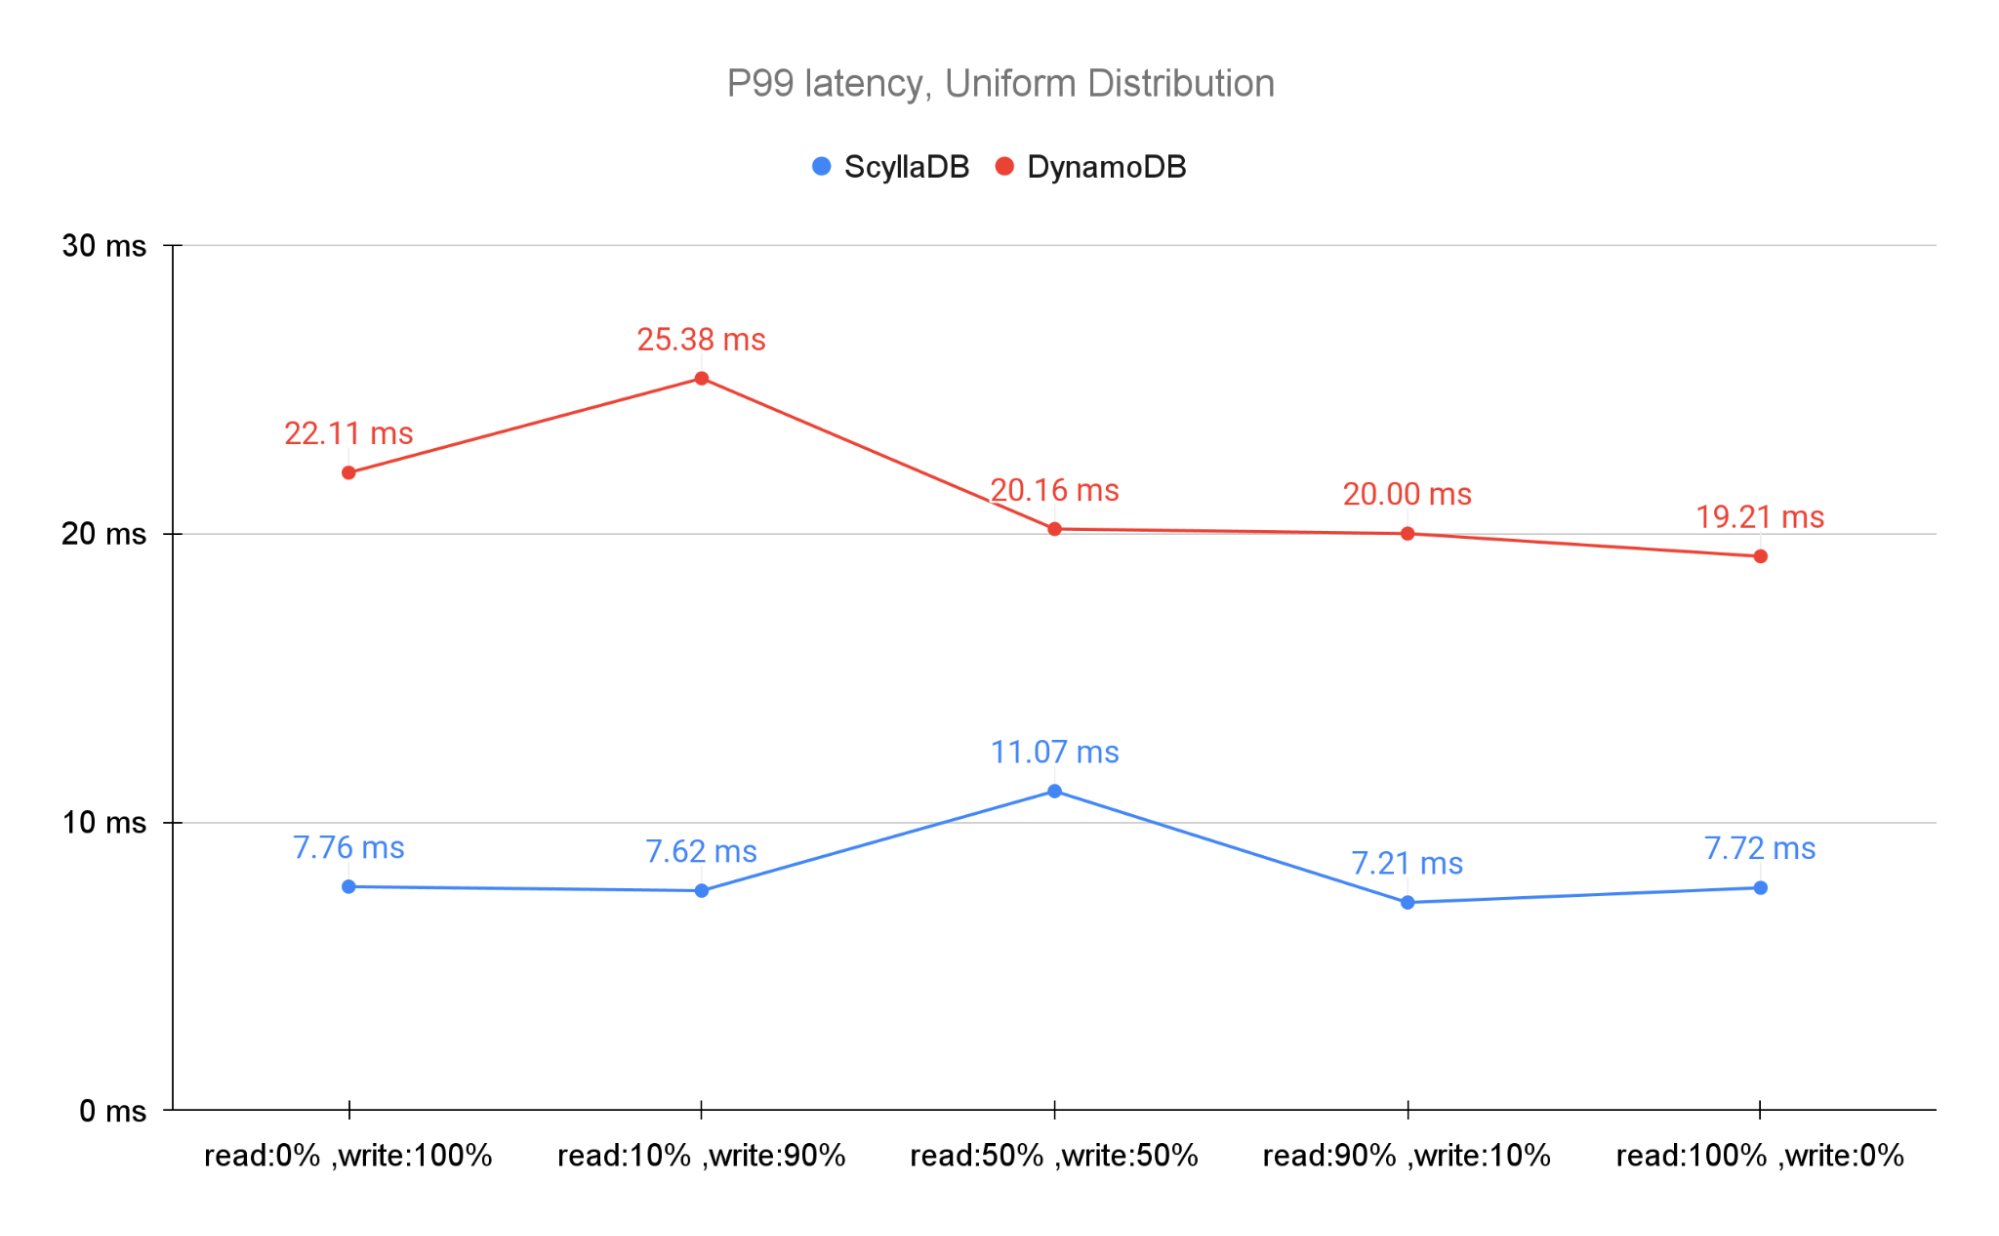 P99 latency, Uniform Distribution
ScyllaDB DynamoDB
30 ms
25.38 ms
22.11 ms
20.16 ms
20.00 ms
19.21 ms
20 ms
11.07 ms
10 ms
7.76 ms
7.62 ms
7.21 ms
7.72 ms
0 ms
read:0% ,write:100% read:10% ,write:90% read:50% ,write:50% read:90% ,write:10% read:100% ,write:0%